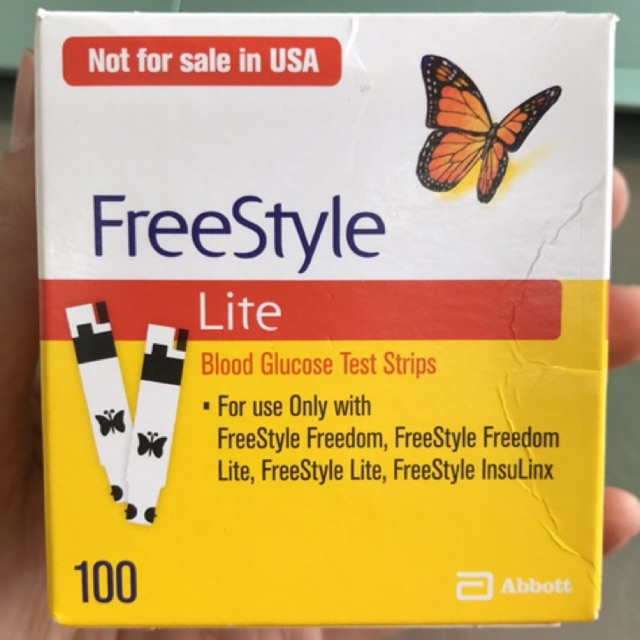 Not for sale in USA
FreeStyle
Lite
Blood Glucose Test Strips
▪ For use Only with
FreeStyle Freedom, FreeStyle Freedom
Lite, FreeStyle Lite, FreeStyle InsuLinx
100
Abbott